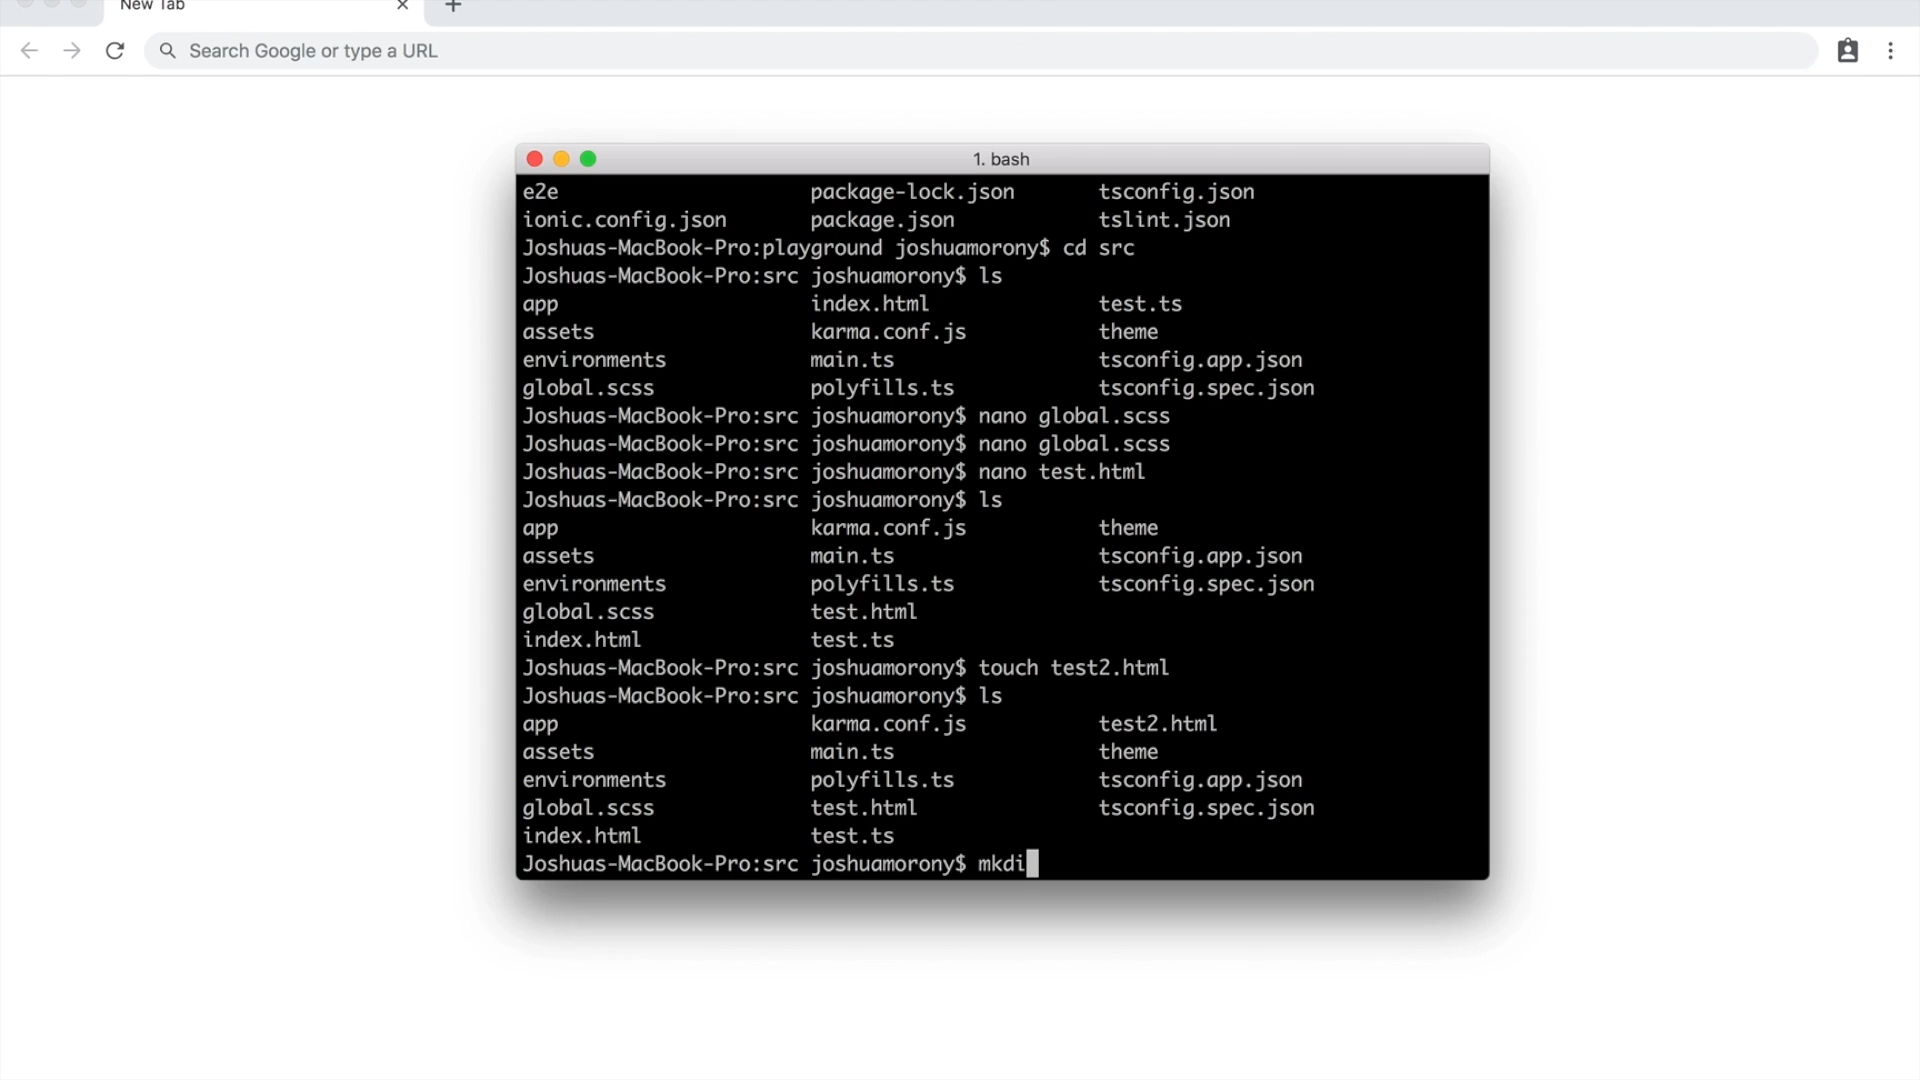 New Tab
Search Google or type a URL
1. bash
e2e package-lock.json tsconfig.json
ionic.config.json package.json tslint.json
Joshuas-MacBook-Pro:playground joshuamorony$ cd src
Joshuas-MacBook-Pro:src joshuamorony$ ls
app index.html test.ts
assets karma.conf.js theme
environments main.ts tsconfig.app.json
global.scss polyfills.ts tsconfig.spec.json
Joshuas-MacBook-Pro:src joshuamorony$ nano global.scss
Joshuas-MacBook-Pro:src joshuamorony$ nano global.scss
Joshuas-MacBook-Pro:src joshuamorony$ nano test.html
Joshuas-MacBook-Pro:src joshuamorony$ ls
app karma.conf.js theme
assets main.ts tsconfig.app.json
environments polyfills.ts tsconfig.spec.json
global.scss test.html
index.html test.ts
Joshuas-MacBook-Pro:src joshuamorony$ touch test2.html
Joshuas-MacBook-Pro:src joshuamorony$ ls
app karma.conf.js test2.html
assets main.ts theme
environments polyfills.ts tsconfig.app.json
global.scss test.html tsconfig.spec.json
index.html test.ts
Joshuas-MacBook-Pro:src joshuamorony$ mkdi